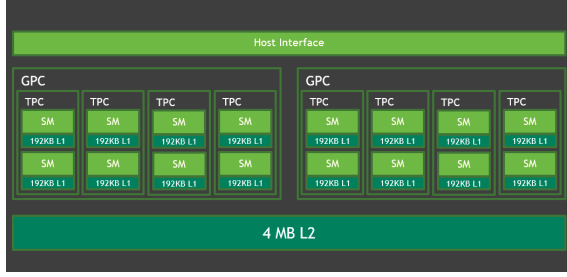 Host Interface
GPC
TPC TPC TPC TPC
SM SM SM SM
192KB L1 192KB L1 192KB L1 192KB L1
SM SM SM SM
192KB L1 192KB L1 192KB L1 192KB L1
GPC
TPC TPC TPC TPC
SM SM SM SM
192KB L1 192KB L1 192KB L1 192KB L1
SM SM SM SM
192KB L1 192KB L1 192KB L1 192KB L1
4 MB L2